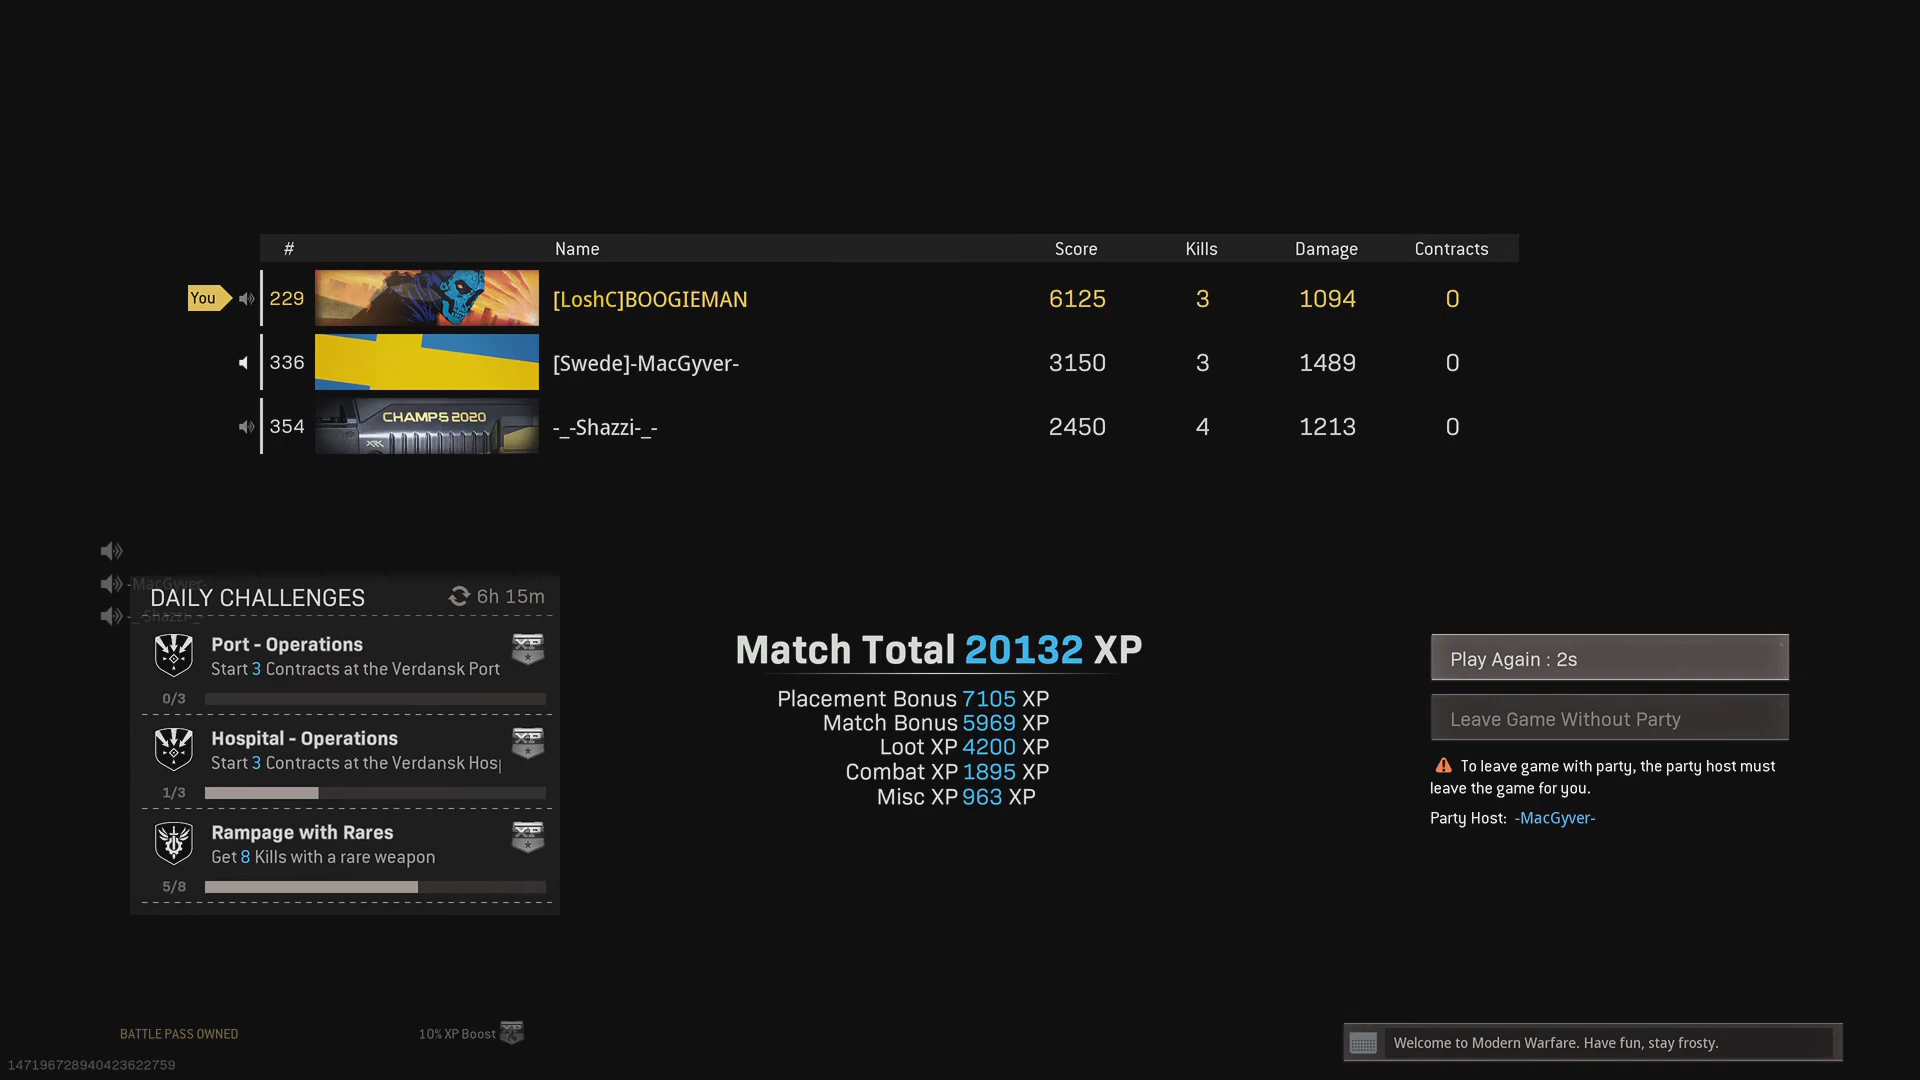 # Name Score Kills Damage Contracts
You 229 [LoshC]BOOGIEMAN 6125 3 1094 0
336 [Swede]-MacGyver- 3150 3 1489 0
CHAMPS 2020
354 -_-Shazzi-_- 2450 4 1213 0
-MacGyver-
DAILY CHALLENGES 6h 15m
-_-Shazzi-_-
Port - Operations
Start 3 Contracts at the Verdansk Port
0/3
Hospital - Operations
Start 3 Contracts at the Verdansk Hosp
1/3
Rampage with Rares
Get 8 Kills with a rare weapon
5/8
Match Total 20132 XP
Placement Bonus 7105 XP
Match Bonus 5969 XP
Loot XP 4200 XP
Combat XP 1895 XP
Misc XP 963 XP
Play Again : 2s
Leave Game Without Party
To leave game with party, the party host must
leave the game for you.
Party Host: -MacGyver-
BATTLE PASS OWNED
10% XP Boost XP
Welcome to Modern Warfare. Have fun, stay frosty.
147196728940423622759